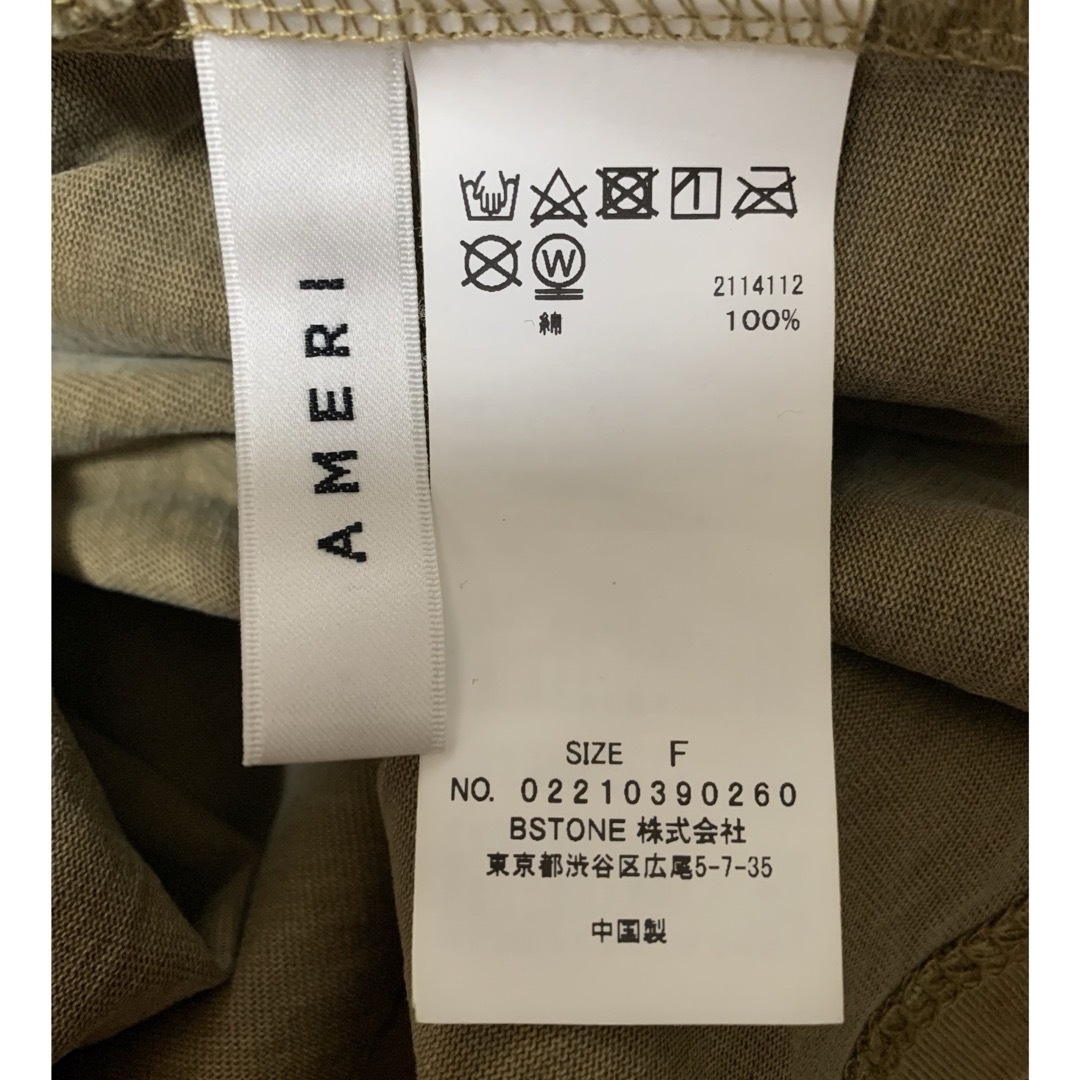 AMERI
W
2114112
綿 100%
SIZE F
NO. 02210390260
BSTONE 株式会社
東京都渋谷区広尾5-7-35
中国製